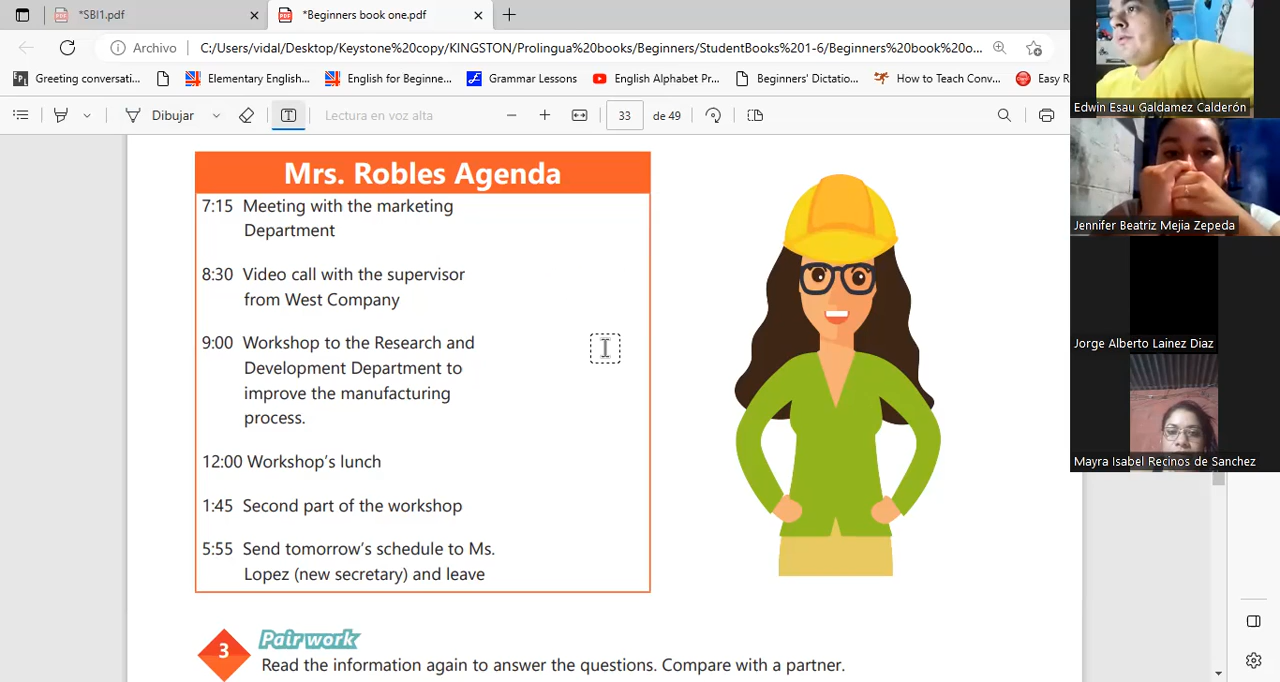 *SBI1.pdf
*Beginners book one.pdf
Archivo
C:/Users/vidal/Desktop/Keystone%20copy/KINGSTON/Prolingua%20books/Beginners/StudentBooks%201-6/Beginners%20book%20o...
Greeting conversati...
Elementary English...
English for Beginne...
Grammar Lessons
English Alphabet Pr...
Beginners' Dictatio...
How to Teach Conv...
Easy R
Dibujar
Lectura en voz alta
33
de 49
Mrs. Robles Agenda
7:15 Meeting with the marketing
Department
8:30 Video call with the supervisor
from West Company
9:00 Workshop to the Research and
Development Department to
improve the manufacturing
process.
12:00 Workshop's lunch
1:45 Second part of the workshop
5:55 Send tomorrow's schedule to Ms.
Lopez (new secretary) and leave
3
Pair work
Read the information again to answer the questions. Compare with a partner.
Edwin Esau Galdamez Calderón
Jennifer Beatriz Mejia Zepeda
Jorge Alberto Lainez Diaz
Mayra Isabel Recinos de Sanchez